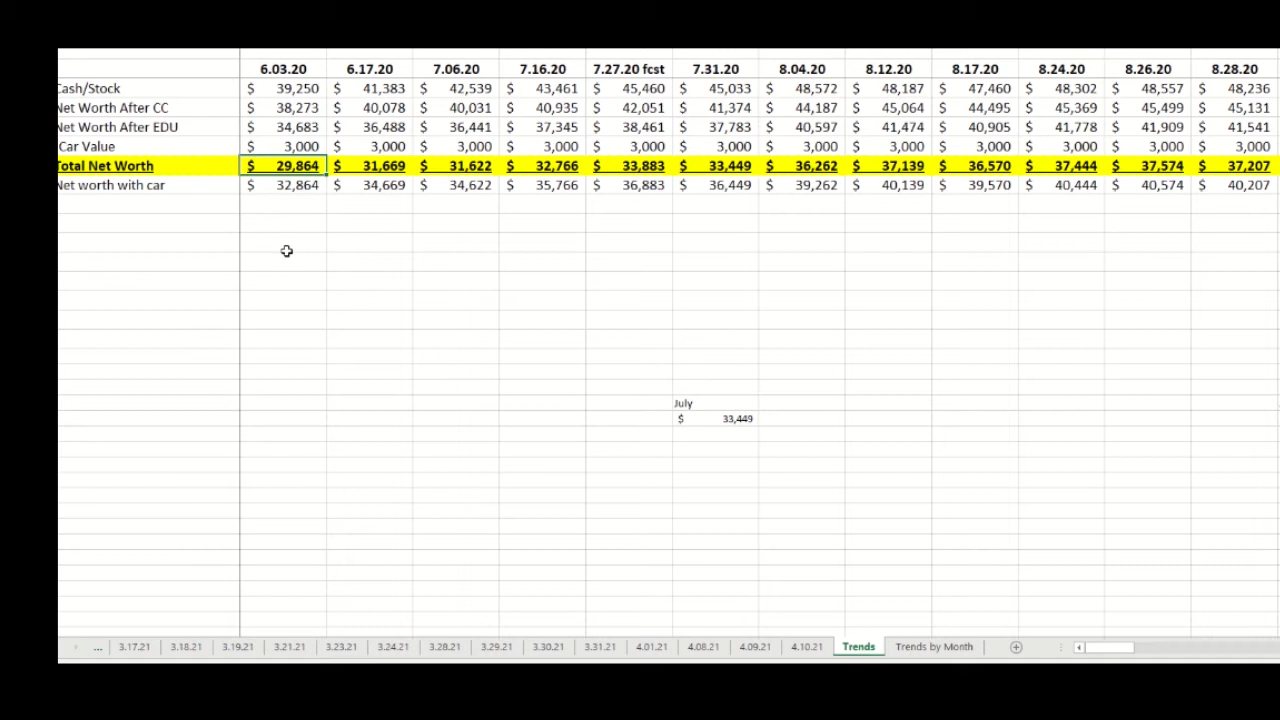 6.03.20 6.17.20 7.06.20 7.16.20 7.27.20 fcst 7.31.20 8.04.20 8.12.20 8.17.20 8.24.20 8.26.20 8.28.20
Cash/Stock $ 39,250 $ 41,383 $ 42,539 $ 43,461 $ 45,460 $ 45,033 $ 48,572 $ 48,187 $ 47,460 $ 48,302 $ 48,557 $ 48,236
Net Worth After CC $ 38,273 $ 40,078 $ 40,031 $ 40,935 $ 42,051 $ 41,374 $ 44,187 $ 45,064 $ 44,495 $ 45,369 $ 45,499 $ 45,131
Net Worth After EDU $ 34,683 $ 36,488 $ 36,441 $ 37,345 $ 38,461 $ 37,783 $ 40,597 $ 41,474 $ 40,905 $ 41,778 $ 41,909 $ 41,541
Car Value $ 3,000 $ 3,000 $ 3,000 $ 3,000 $ 3,000 $ 3,000 $ 3,000 $ 3,000 $ 3,000 $ 3,000 $ 3,000 $ 3,000
Total Net Worth $ 29,864 $ 31,669 $ 31,622 $ 32,766 $ 33,883 $ 33,449 $ 36,262 $ 37,139 $ 36,570 $ 37,444 $ 37,574 $ 37,207
Net worth with car $ 32,864 $ 34,669 $ 34,622 $ 35,766 $ 36,883 $ 36,449 $ 39,262 $ 40,139 $ 39,570 $ 40,444 $ 40,574 $ 40,207
July
$ 33,449
... 3.17.21 3.18.21 3.19.21 3.21.21 3.23.21 3.24.21 3.28.21 3.29.21 3.30.21 3.31.21 4.01.21 4.08.21 4.09.21 4.10.21 Trends Trends by Month